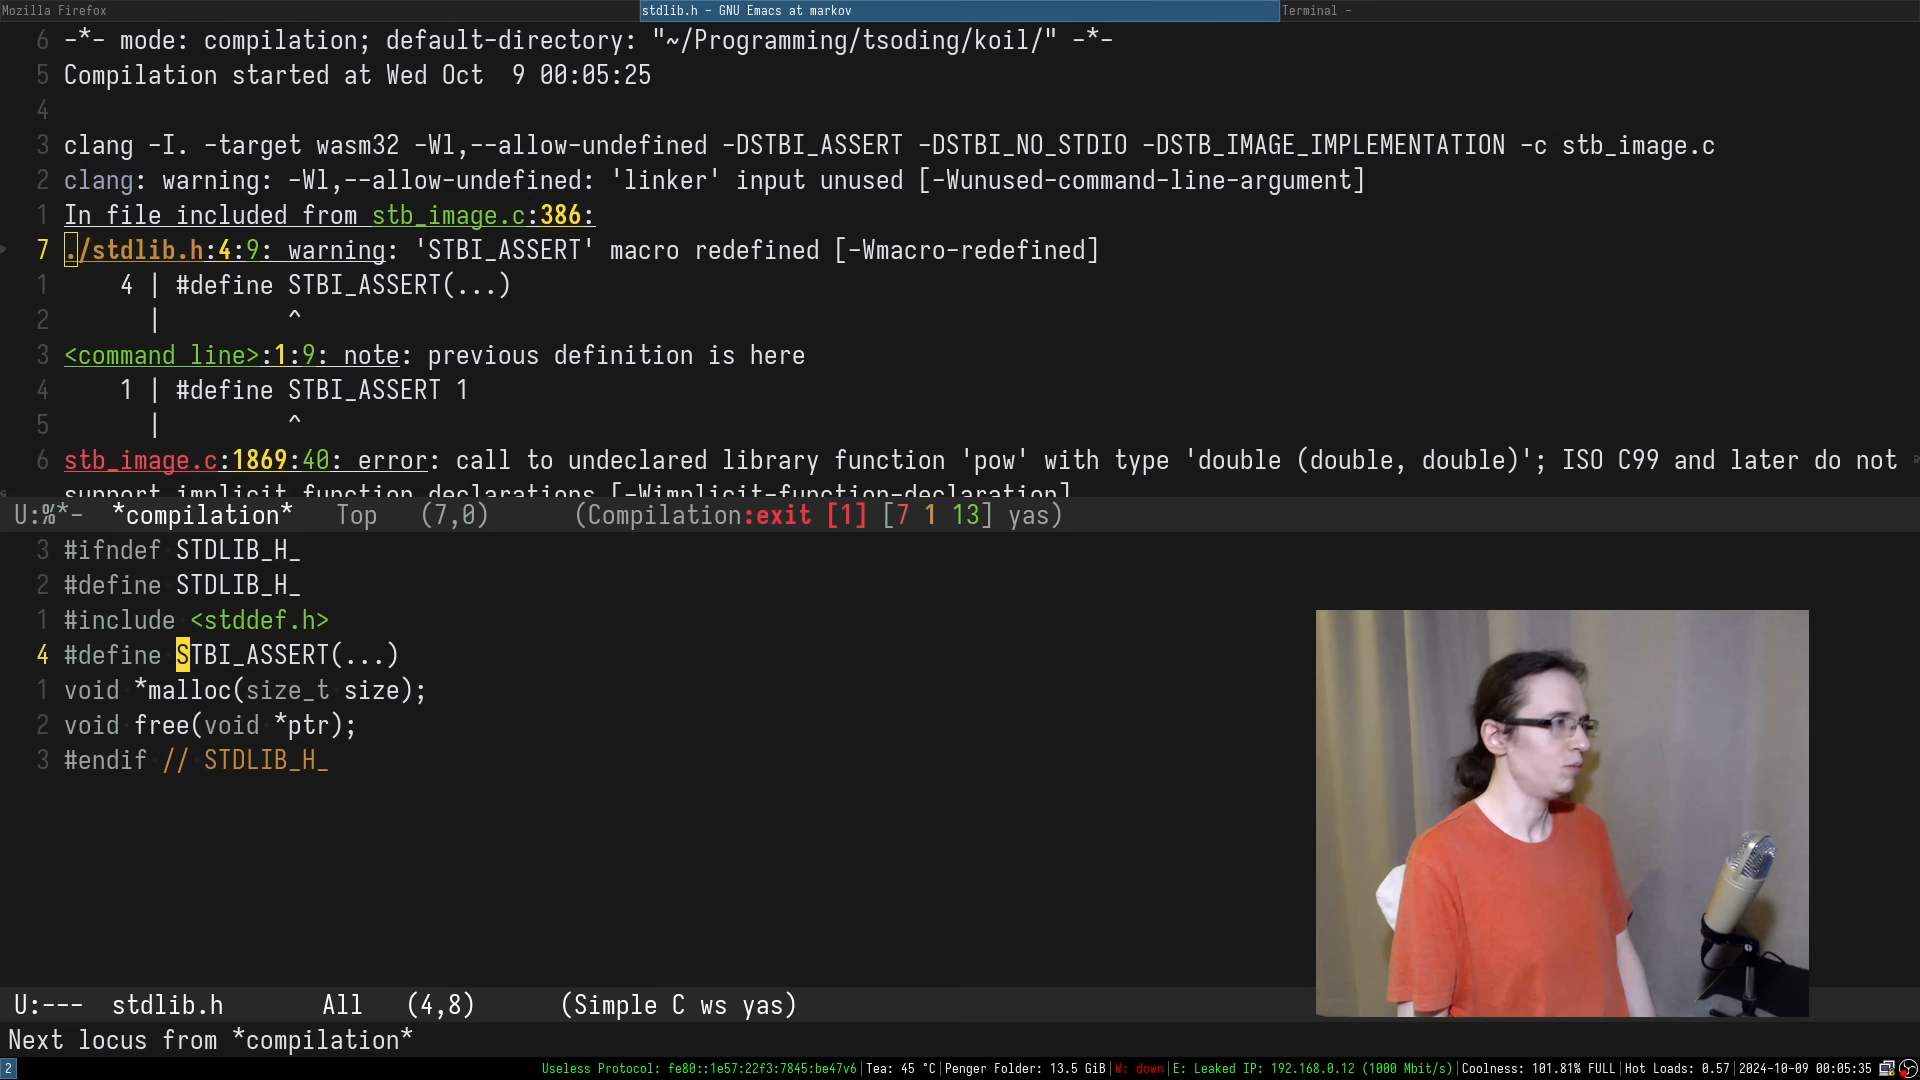 Mozilla Firefox
stdlib.h - GNU Emacs at markov
Terminal -
6 -*- mode: compilation; default-directory: "~/Programming/tsoding/koil/" -*-
5 Compilation started at Wed Oct  9 00:05:25
4
3 clang -I. -target wasm32 -Wl,--allow-undefined -DSTBI_ASSERT -DSTBI_NO_STDIO -DSTB_IMAGE_IMPLEMENTATION -c stb_image.c
2 clang: warning: -Wl,--allow-undefined: 'linker' input unused [-Wunused-command-line-argument]
1 In file included from stb_image.c:386:
7 ./stdlib.h:4:9: warning: 'STBI_ASSERT' macro redefined [-Wmacro-redefined]
1     4 | #define STBI_ASSERT(...)
2       |         ^
3 <command line>:1:9: note: previous definition is here
4     1 | #define STBI_ASSERT 1
5       |         ^
6 stb_image.c:1869:40: error: call to undeclared library function 'pow' with type 'double (double, double)'; ISO C99 and later do not
support implicit function declarations [-Wimplicit-function-declaration]
U:%*-  *compilation*   Top   (7,0)      (Compilation:exit [1] [7 1 13] yas)
3 #ifndef STDLIB_H_
2 #define STDLIB_H_
1 #include <stddef.h>
4 #define STBI_ASSERT(...)
1 void *malloc(size_t size);
2 void free(void *ptr);
3 #endif // STDLIB_H_
U:---  stdlib.h       All   (4,8)      (Simple C ws yas)
Next locus from *compilation*
2
Useless Protocol: fe80::1e57:22f3:7845:be47v6|Tea: 45 °C|Penger Folder: 13.5 GiB|W: down|E: Leaked IP: 192.168.0.12 (1000 Mbit/s)|Coolness: 101.81% FULL|Hot Loads: 0.57|2024-10-09 00:05:35